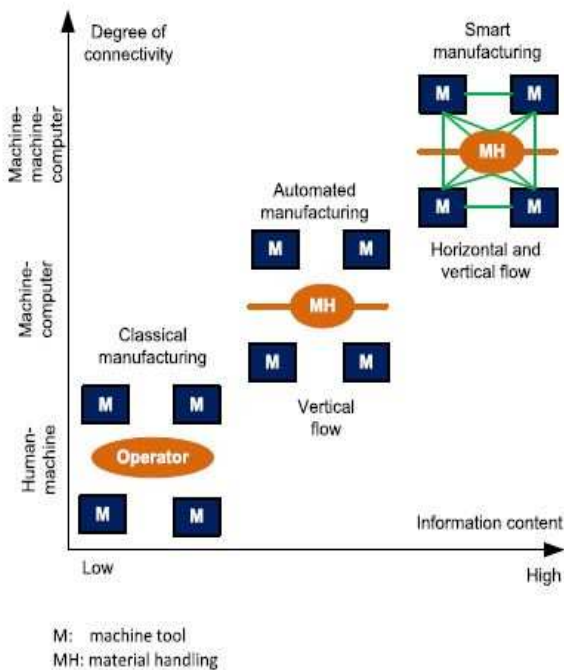 Degree of
connectivity
Smart
manufacturing
M M
MH
M M
Horizontal and
vertical flow
Machine-
machine-
computer
Automated
manufacturing
M M
MH
M M
Vertical
flow
Machine-
computer
Classical
manufacturing
M M
Operator
M M
Human-
machine
Information content
Low
High
M: machine tool
MH: material handling